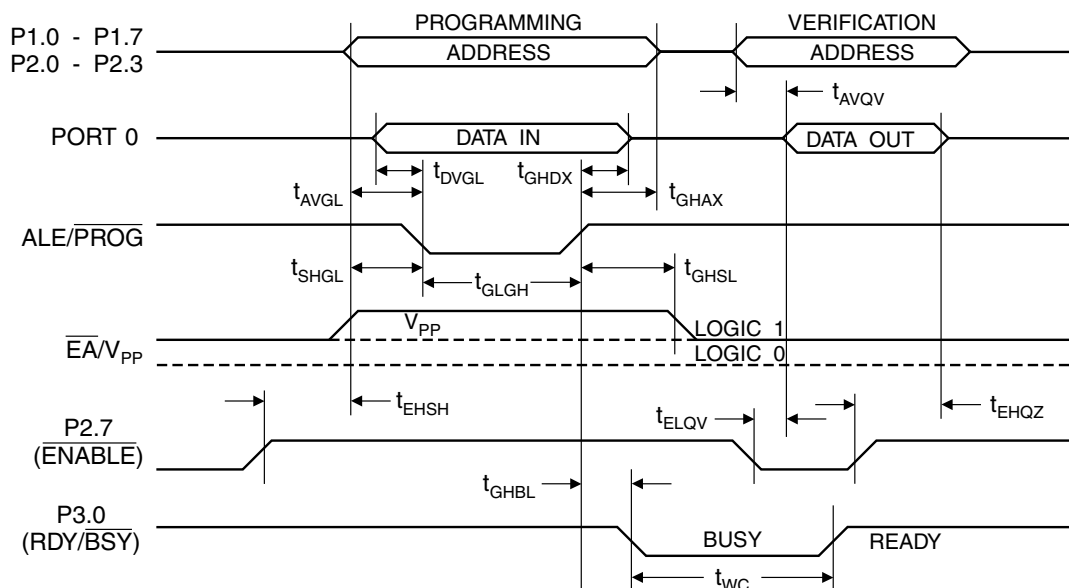 PROGRAMMING
VERIFICATION
P1.0 - P1.7
P2.0 - P2.3
ADDRESS
ADDRESS
tAVQV
PORT 0
DATA IN
DATA OUT
tDVGL
tGHDX
tAVGL
tGHAX
ALE/PROG
tSHGL
tGLGH
tGHSL
VPP
LOGIC 1
EA/VPP
LOGIC 0
tEHSH
tELQV
tEHQZ
P2.7
(ENABLE)
tGHBL
P3.0
(RDY/BSY)
BUSY
READY
tWC